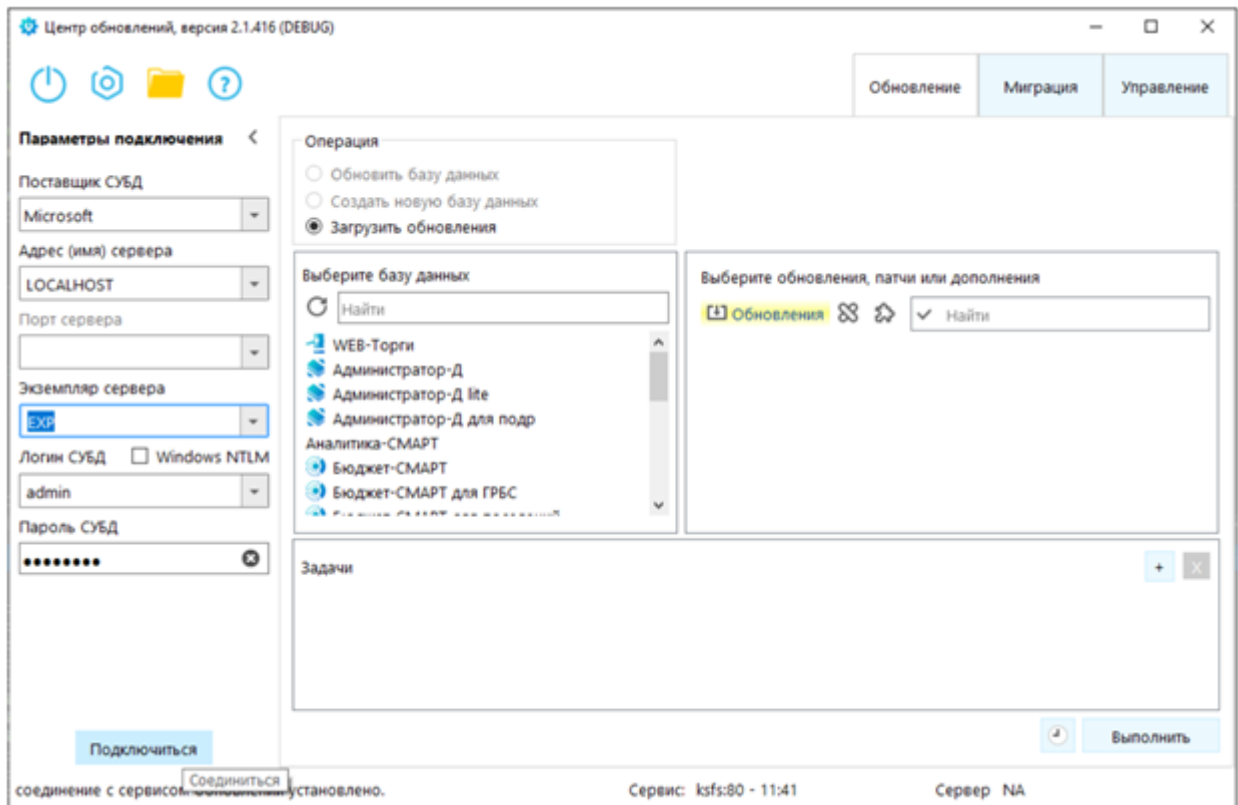 Центр обновлений, версия 2.1.416 (DEBUG)
Обновление
Миграция
Управление
Параметры подключения
Поставщик СУБД
Microsoft
Адрес (имя) сервера
LOCALHOST
Порт сервера
Экземпляр сервера
EXP
Логин СУБД
Windows NTLM
admin
Пароль СУБД
Подключиться
Соединиться
Операция
Обновить базу данных
Создать новую базу данных
Загрузить обновления
Выберите базу данных
Найти
WEB-Торги
Администратор-Д
Администратор-Д lite
Администратор-Д для подр
Аналитика-СМАРТ
Бюджет-СМАРТ
Бюджет-СМАРТ для ГРБС
Выберите обновления, патчи или дополнения
Обновления
Найти
Задачи
+
X
Выполнить
соединение с сервисом установлено.
Сервис: ksfs:80 - 11:41
Сервер NA